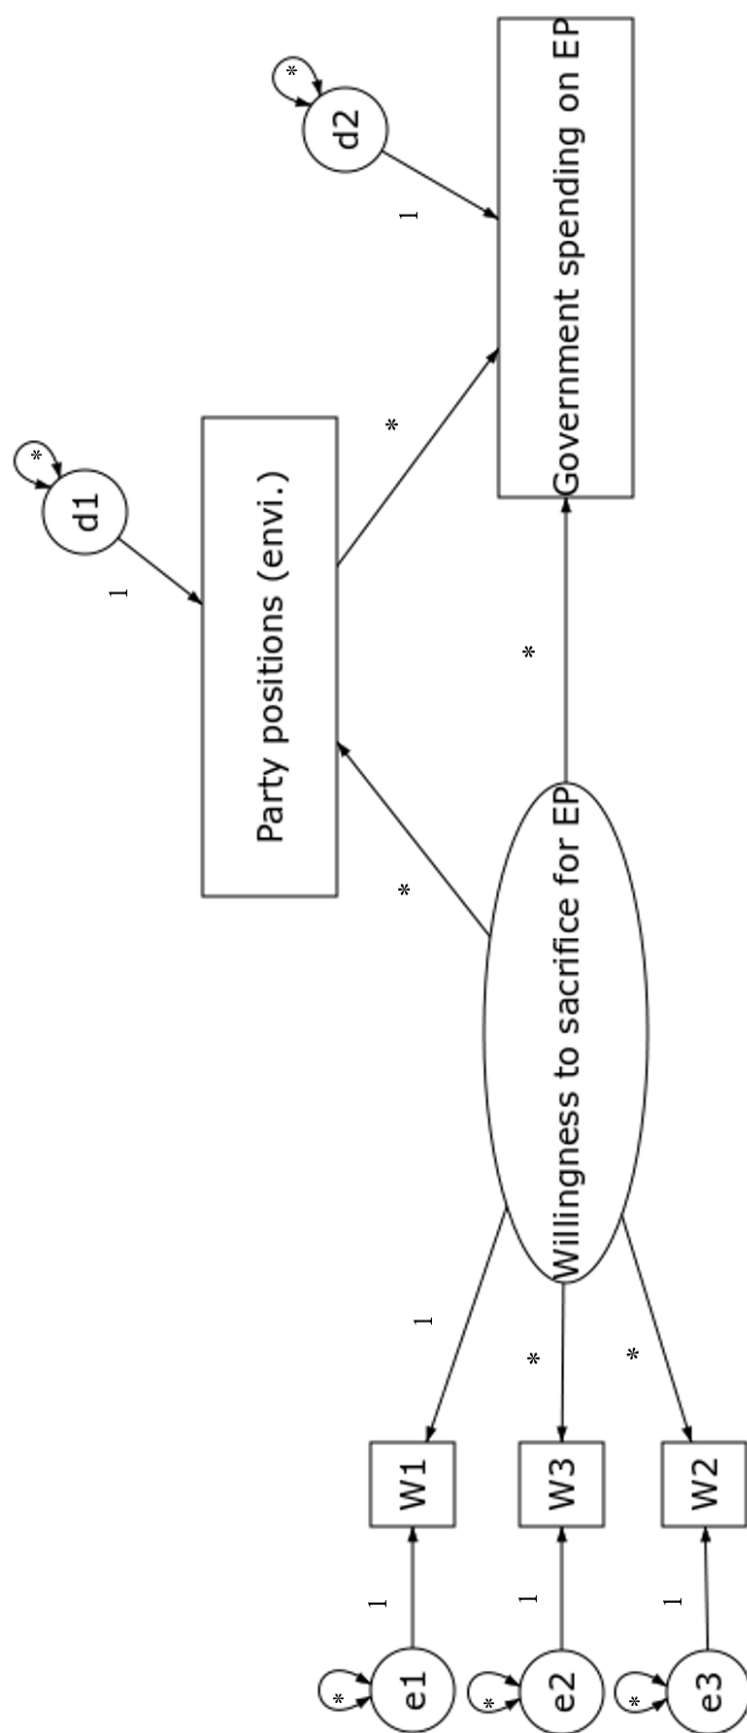 *
d1
1
Party positions (envi.)
*
d2
*
*
1
*
1
e1
W1
1
*
1
*
*
e2
W3
Willingness to sacrifice for EP
Government spending on EP
*
*
1
e3
W2